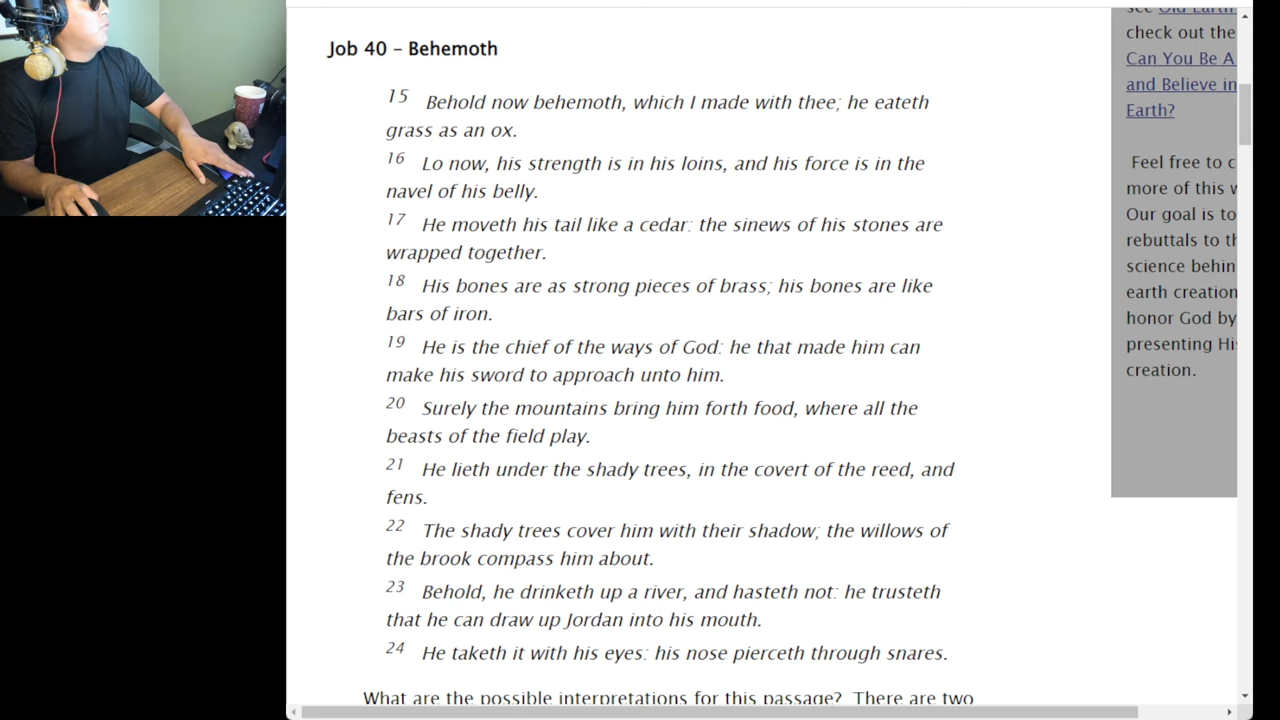 Job 40 – Behemoth
15 Behold now behemoth, which I made with thee; he eateth
grass as an ox.
16 Lo now, his strength is in his loins, and his force is in the
navel of his belly.
17 He moveth his tail like a cedar: the sinews of his stones are
wrapped together.
18 His bones are as strong pieces of brass; his bones are like
bars of iron.
19 He is the chief of the ways of God: he that made him can
make his sword to approach unto him.
20 Surely the mountains bring him forth food, where all the
beasts of the field play.
21 He lieth under the shady trees, in the covert of the reed, and
fens.
22 The shady trees cover him with their shadow; the willows of
the brook compass him about.
23 Behold, he drinketh up a river, and hasteth not: he trusteth
that he can draw up Jordan into his mouth.
24 He taketh it with his eyes: his nose pierceth through snares.
What are the possible interpretations for this passage? There are two
see Old Earth
check out the
Can You Be A
and Believe in
Earth?
Feel free to c
more of this w
Our goal is to
rebuttals to th
science behin
earth creation
honor God by
presenting His
creation.